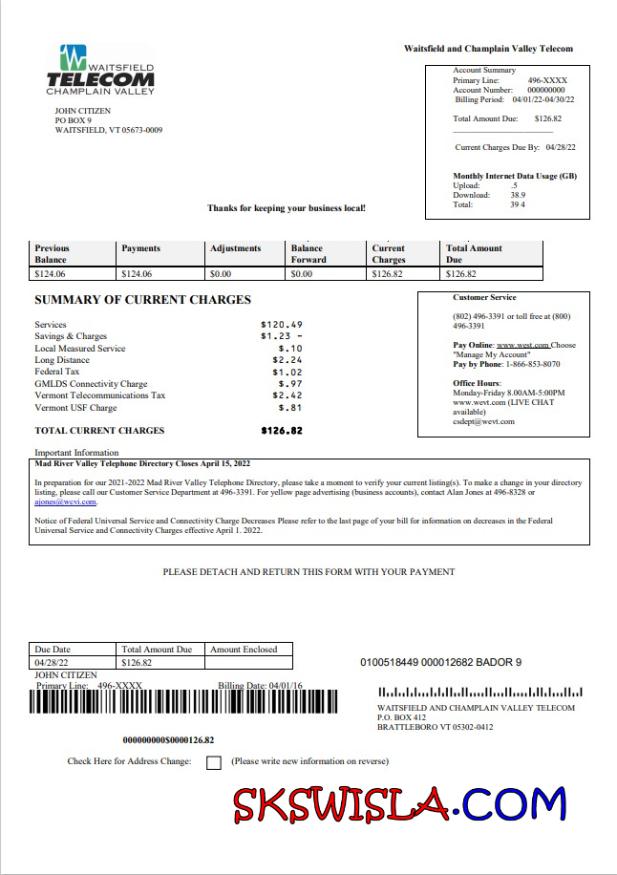 Waitsfield and Champlain Valley Telecom
WAITSFIELD
TELECOM
CHAMPLAIN VALLEY
JOHN CITIZEN
PO BOX 9
WAITSFIELD, VT 05673-0009
Account Summary
Primary Line: 496-XXXX
Account Number: 000000000
Billing Period: 04/01/22-04/30/22
Total Amount Due: $126.82
Current Charges Due By: 04/28/22
Monthly Internet Data Usage (GB)
Upload: .5
Download: 38.9
Total: 39 4
Thanks for keeping your business local!
Previous Balance Payments Adjustments Balance Forward Current Charges Total Amount Due
$124.06 $124.06 $0.00 $0.00 $126.82 $126.82
SUMMARY OF CURRENT CHARGES
Services $120.49
Savings & Charges $1.23 -
Local Measured Service $.10
Long Distance $2.24
Federal Tax $1.02
GMLDS Connectivity Charge $.97
Vermont Telecommunications Tax $2.42
Vermont USF Charge $.81
TOTAL CURRENT CHARGES $126.82
Customer Service
(802) 496-3391 or toll free at (800)
496-3391
Pay Online: www.west.com Choose
"Manage My Account"
Pay by Phone: 1-866-853-8070
Office Hours:
Monday-Friday 8.00AM-5:00PM
www.wevt.com (LIVE CHAT
available)
csdept@wevt.com
Important Information
Mad River Valley Telephone Directory Closes April 15, 2022
In preparation for our 2021-2022 Mad River Valley Telephone Directory, please take a moment to verify your current listing(s). To make a change in your directory
listing, please call our Customer Service Department at 496-3391. For yellow page advertising (business accounts), contact Alan Jones at 496-8328 or
ajones@wcvi.com.
Notice of Federal Universal Service and Connectivity Charge Decreases Please refer to the last page of your bill for information on decreases in the Federal
Universal Service and Connectivity Charges effective April 1. 2022.
PLEASE DETACH AND RETURN THIS FORM WITH YOUR PAYMENT
Due Date Total Amount Due Amount Enclosed
04/28/22 $126.82
JOHN CITIZEN
Primary Line: 496-XXXX Billing Date: 04/01/16
0100518449 000012682 BADOR 9
WAITSFIELD AND CHAMPLAIN VALLEY TELECOM
P.O. BOX 412
BRATTLEBORO VT 05302-0412
000000000$0000126.82
Check Here for Address Change: (Please write new information on reverse)
SKSWISLA.COM